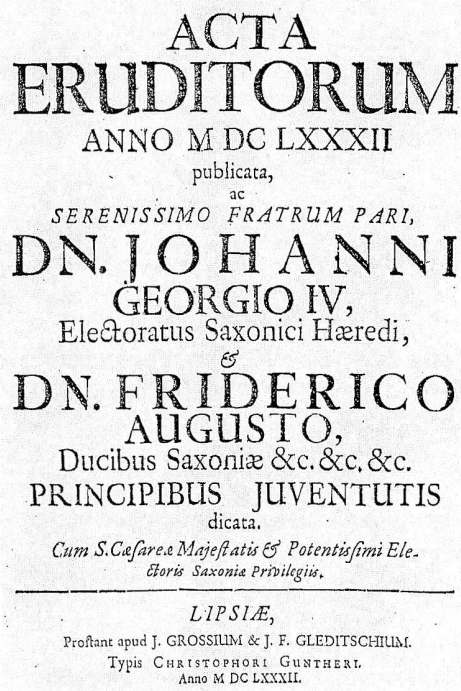 ACTA
ERUDITORUM
ANNO M DC LXXXII
publicata,
ac
SERENISSIMO FRATRUM PARI,
DN. JOHANNI
GEORGIO IV,
Electoratus Saxonici Hæredi,
&
DN. FRIDERICO
AUGUSTO,
Ducibus Saxoniæ &c. &c. &c.
PRINCIPIBUS JUVENTUTIS
dicata.
Cum S. Cæſareæ Majeſtatis & Potentisſimi Ele-
ctoris Saxoniæ Privilegiis.
LIPSIÆ,
Proſtant apud J. GROSSIUM & J. F. GLEDITSCHIUM.
Typis CHRISTOPHORI GUNTHERI.
Anno M DC LXXXII.